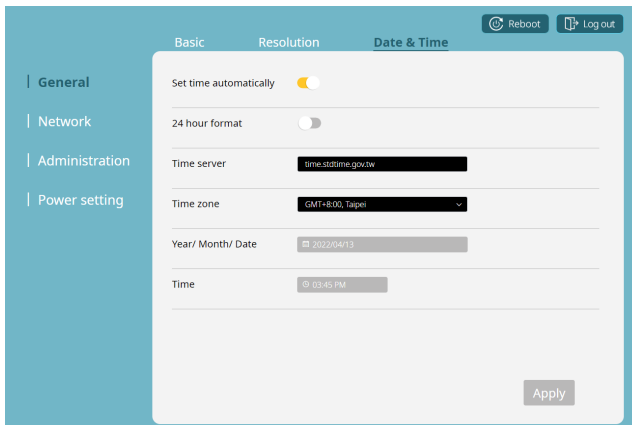 Reboot
Log out
Basic
Resolution
Date & Time
General
Network
Administration
Power setting
Set time automatically
24 hour format
Time server
time.stdtime.gov.tw
Time zone
GMT+8:00, Taipei
Year/ Month/ Date
2022/04/13
Time
03:45 PM
Apply